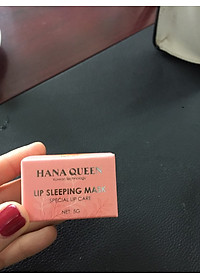 HANA QUEEN
LIP SLEEPING MASK
SPECIAL LIP CARE
NET: 3G